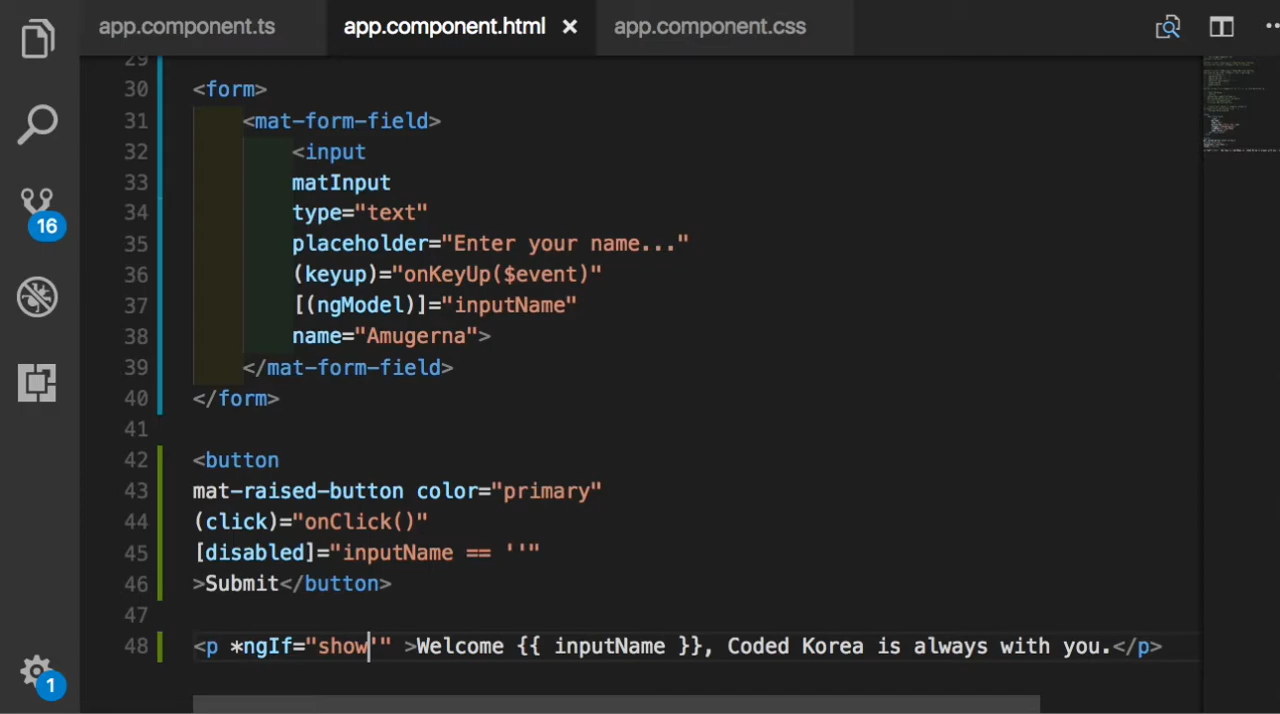 app.component.ts
app.component.html ×
app.component.css
29
30 <form>
31 <mat-form-field>
32 <input
33 matInput
34 type="text"
35 placeholder="Enter your name..."
36 (keyup)="onKeyUp($event)"
37 [(ngModel)]="inputName"
38 name="Amugerna">
39 </mat-form-field>
40 </form>
41
42 <button
43 mat-raised-button color="primary"
44 (click)="onClick()"
45 [disabled]="inputName == ''"
46 >Submit</button>
47
48 <p *ngIf="show'" >Welcome {{ inputName }}, Coded Korea is always with you.</p>
16
1